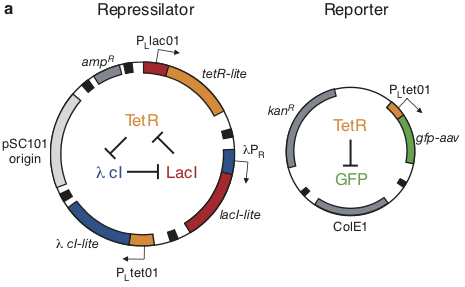 a
Repressilator
Reporter
PLlac01
ampR
tetR-lite
pSC101
origin
TetR
λ cI
LacI
λPR
lacI-lite
λ cI-lite
PLtet01
PLtet01
kanR
TetR
GFP
gfp-aav
ColE1